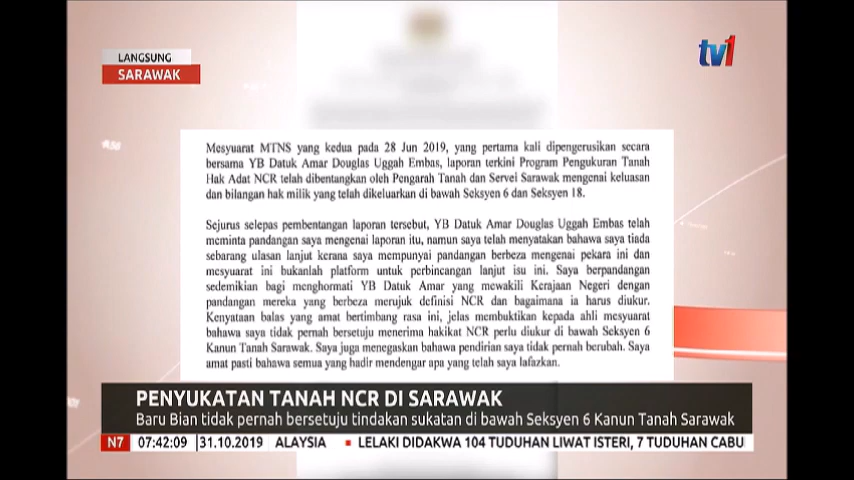 LANGSUNG
SARAWAK
tv1
Mesyuarat MTNS yang kedua pada 28 Jun 2019, yang pertama kali dipengerusikan secara
bersama YB Datuk Amar Douglas Uggah Embas, laporan terkini Program Pengukuran Tanah
Hak Adat NCR telah dibentangkan oleh Pengarah Tanah dan Servei Sarawak mengenai keluasan
dan bilangan hak milik yang telah dikeluarkan di bawah Seksyen 6 dan Seksyen 18.
Sejurus selepas pembentangan laporan tersebut, YB Datuk Amar Douglas Uggah Embas telah
meminta pandangan saya mengenai laporan itu, namun saya telah menyatakan bahawa saya tiada
sebarang ulasan lanjut kerana saya mempunyai pandangan berbeza mengenai pekara ini dan
mesyuarat ini bukanlah platform untuk perbincangan lanjut isu ini. Saya berpandangan
sedemikian bagi menghormati YB Datuk Amar yang mewakili Kerajaan Negeri dengan
pandangan mereka yang berbeza merujuk definisi NCR dan bagaimana ia harus diukur.
Kenyataan balas yang amat bertimbang rasa ini, jelas membuktikan kepada ahli mesyuarat
bahawa saya tidak pernah bersetuju menerima hakikat NCR perlu diukur di bawah Seksyen 6
Kanun Tanah Sarawak. Saya juga menegaskan bahawa pendirian saya tidak pernah berubah. Saya
amat pasti bahawa semua yang hadir mendengar apa yang telah saya lafazkan.
PENYUKATAN TANAH NCR DI SARAWAK
Baru Bian tidak pernah bersetuju tindakan sukatan di bawah Seksyen 6 Kanun Tanah Sarawak
N7 07:42:09 31.10.2019 ALAYSIA LELAKI DIDAKWA 104 TUDUHAN LIWAT ISTERI, 7 TUDUHAN CABU